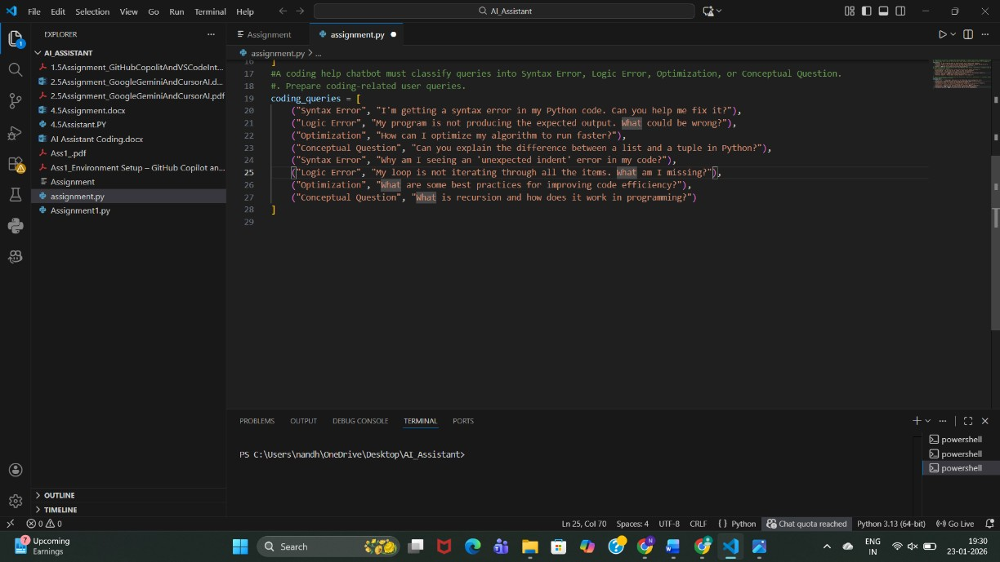 File Edit Selection View Go Run Terminal Help
AI_Assistant
EXPLORER
Assignment
assignment.py
AI_ASSISTANT
assignment.py > ...
1.5Assignment_GitHubCopolitAndVSCodeInt...
2.5Assignment_GoogleGeminiAndCursorAI.d...
2.5Assignment_GoogleGeminiAndCursorAI.pdf
4.5Assignment.docx
4.5Assistant.PY
AI Assistant Coding.docx
Ass1_.pdf
Ass1_Environment Setup – GitHub Copilot an...
Assignment
assignment.py
Assignment1.py
16 ]
17 #A coding help chatbot must classify queries into Syntax Error, Logic Error, Optimization, or Conceptual Question.
18 #. Prepare coding-related user queries.
19 coding_queries = [
20 ("Syntax Error", "I'm getting a syntax error in my Python code. Can you help me fix it?"),
21 ("Logic Error", "My program is not producing the expected output. What could be wrong?"),
22 ("Optimization", "How can I optimize my algorithm to run faster?"),
23 ("Conceptual Question", "Can you explain the difference between a list and a tuple in Python?"),
24 ("Syntax Error", "Why am I seeing an 'unexpected indent' error in my code?"),
25 ("Logic Error", "My loop is not iterating through all the items. What am I missing?"),
26 ("Optimization", "What are some best practices for improving code efficiency?"),
27 ("Conceptual Question", "What is recursion and how does it work in programming?")
28 ]
29
PROBLEMS OUTPUT DEBUG CONSOLE TERMINAL PORTS
PS C:\Users\nandh\OneDrive\Desktop\AI_Assistant>
powershell
powershell
powershell
OUTLINE
TIMELINE
0 0
Ln 25, Col 70 Spaces: 4 UTF-8 CRLF { } Python Chat quota reached Python 3.13 (64-bit) Go Live
7
Upcoming
Earnings
Search
ENG
IN
19:30
23-01-2026